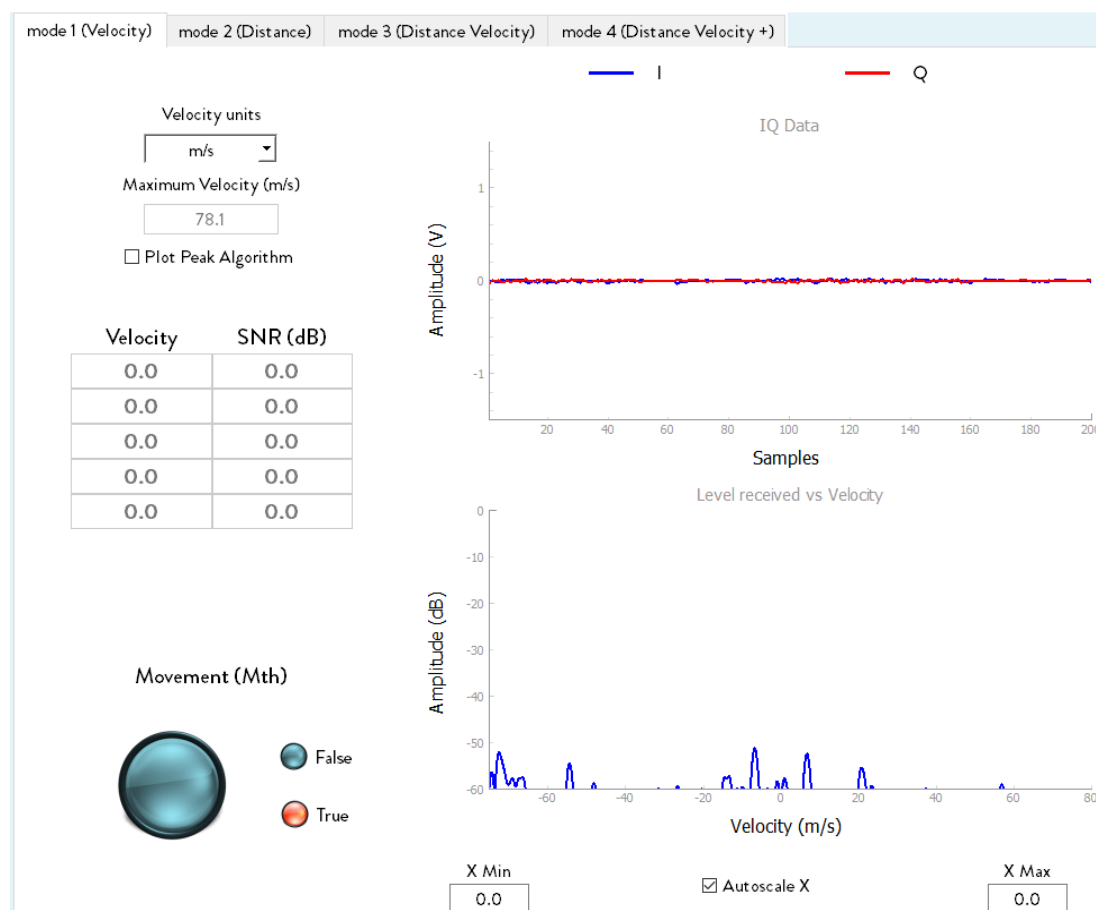 mode 1 (Velocity) mode 2 (Distance) mode 3 (Distance Velocity) mode 4 (Distance Velocity +)
I Q
Velocity units
m/s
Maximum Velocity (m/s)
78.1
Plot Peak Algorithm
Velocity SNR (dB)
0.0 0.0
0.0 0.0
0.0 0.0
0.0 0.0
0.0 0.0
Movement (Mth)
False
True
IQ Data
Amplitude (V)
1
0
-1
20 40 60 80 100 120 140 160 180 200
Samples
Level received vs Velocity
Amplitude (dB)
0
-10
-20
-30
-40
-50
-60
-60 -40 -20 0 20 40 60 80
Velocity (m/s)
X Min Autoscale X X Max
0.0 0.0